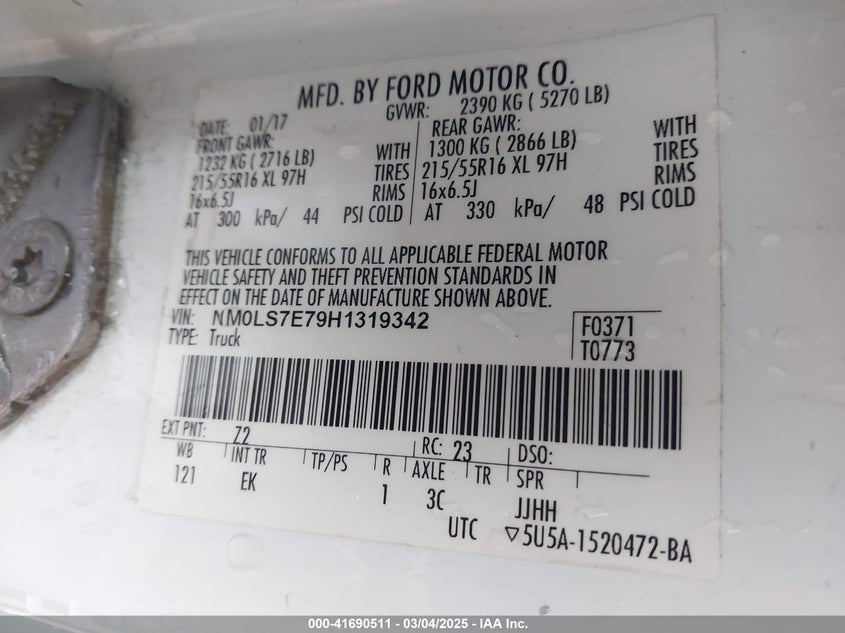 MFD. BY FORD MOTOR CO.
DATE: 01/17 GVWR: 2390 KG ( 5270 LB)
FRONT GAWR: REAR GAWR:
1232 KG ( 2716 LB) WITH 1300 KG ( 2866 LB) WITH
215/55R16 XL 97H TIRES 215/55R16 XL 97H TIRES
16x6.5J RIMS 16x6.5J RIMS
AT 300 kPa/ 44 PSI COLD AT 330 kPa/ 48 PSI COLD
THIS VEHICLE CONFORMS TO ALL APPLICABLE FEDERAL MOTOR
VEHICLE SAFETY AND THEFT PREVENTION STANDARDS IN
EFFECT ON THE DATE OF MANUFACTURE SHOWN ABOVE.
VIN: NM0LS7E79H1319342 F0371
TYPE: Truck T0773
EXT PNT: Z2 RC: 23 DSO:
WB INT TR TP/PS R AXLE TR SPR
121 EK 1 3C JJHH
UTC ▽5U5A-1520472-BA
000-41690511 - 03/04/2025 - IAA Inc.